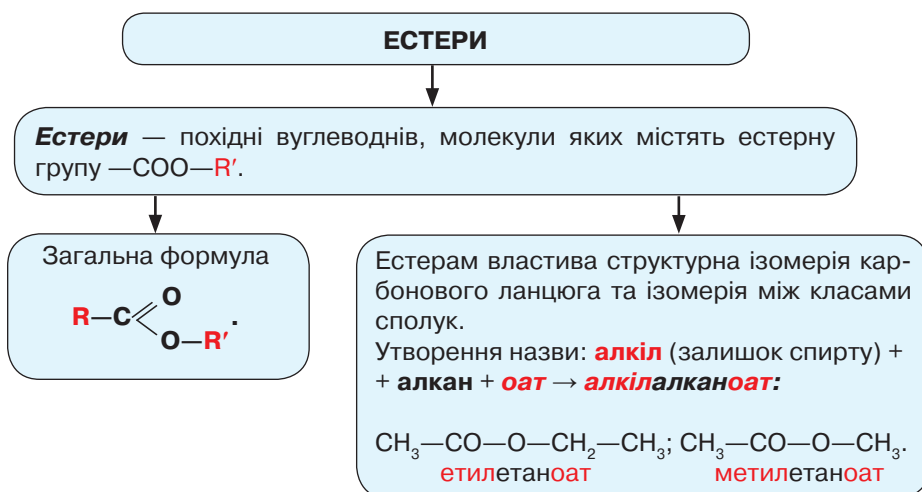 ЕСТЕРИ
Естери — похідні вуглеводнів, молекули яких містять естерну
групу —COO—R′.
Загальна формула
O
R—C
O—R′
.
Естерам властива структурна ізомерія кар-
бонового ланцюга та ізомерія між класами
сполук.
Утворення назви: алкіл (залишок спирту) +
+ алкан + оат → алкілалканоат:
CH₃—CO—O—CH₂—CH₃; CH₃—CO—O—CH₃.
етилетаноат метилетаноат